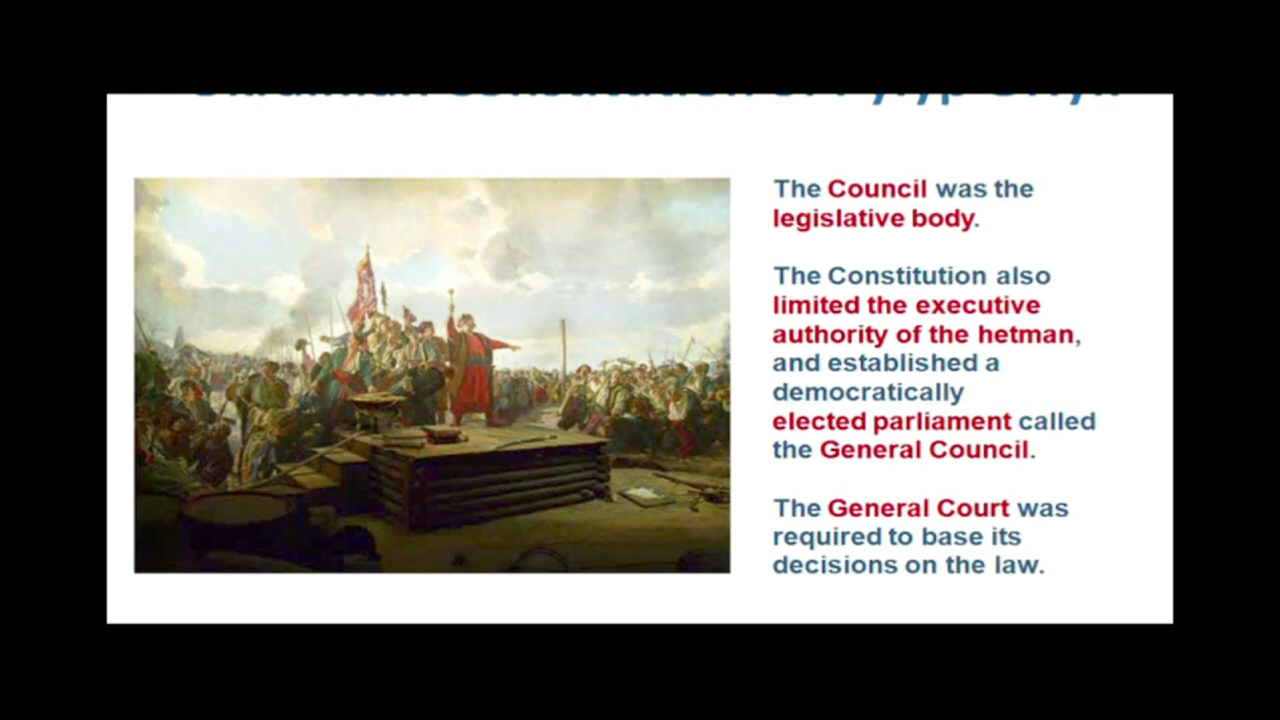 The Council was the
legislative body.
The Constitution also
limited the executive
authority of the hetman,
and established a
democratically
elected parliament called
the General Council.
The General Court was
required to base its
decisions on the law.